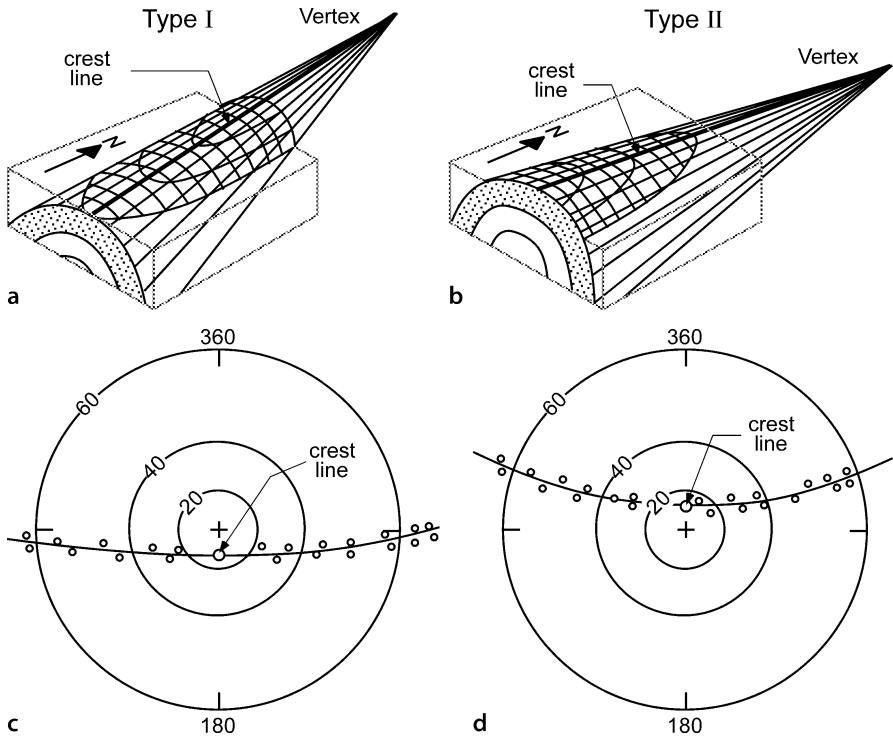 Type I
Vertex
crest
line
N
a
Type II
Vertex
crest
line
N
b
360
60
40
20
crest
line
180
c
360
60
40
20
crest
line
180
d